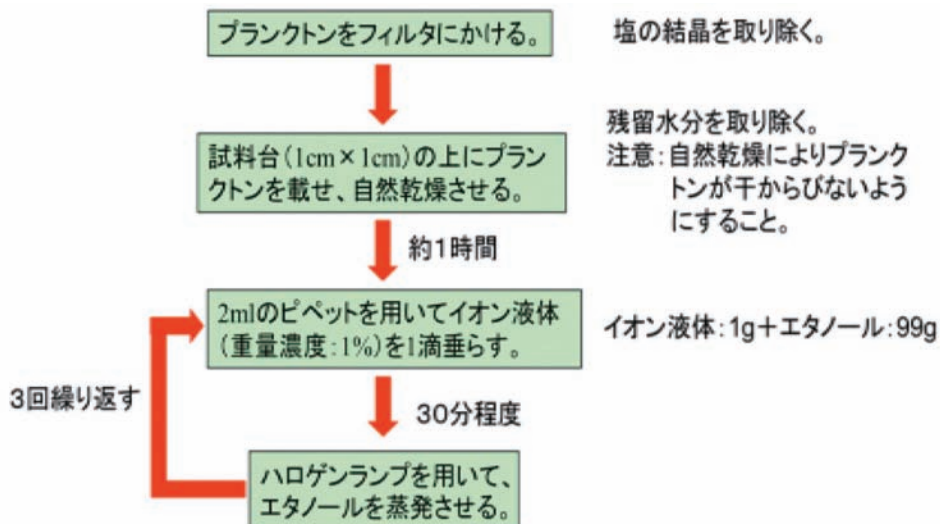 プランクトンをフィルタにかける。
塩の結晶を取り除く。
試料台(1cm×1cm)の上にプラン
クトンを載せ、自然乾燥させる。
残留水分を取り除く。
注意:自然乾燥によりプランク
トンが干からびないよう
にすること。
約1時間
2mlのピペットを用いてイオン液体
(重量濃度:1%)を1滴垂らす。
イオン液体:1g+エタノール:99g
3回繰り返す
30分程度
ハロゲンランプを用いて、
エタノールを蒸発させる。